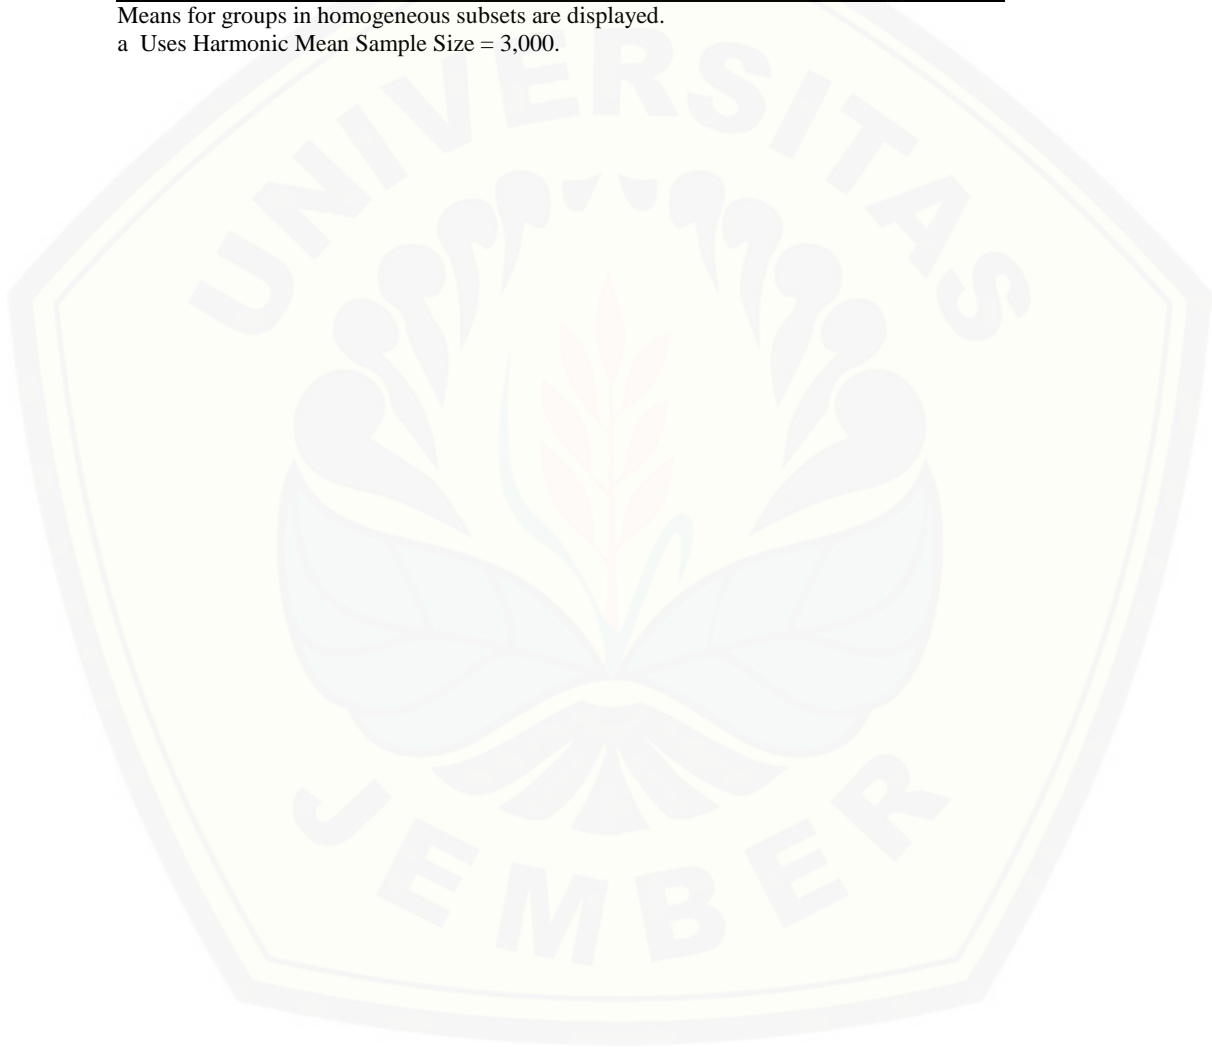 Means for groups in homogeneous subsets are displayed.
a Uses Harmonic Mean Sample Size = 3,000.
UNIVERSITAS
JEMBER